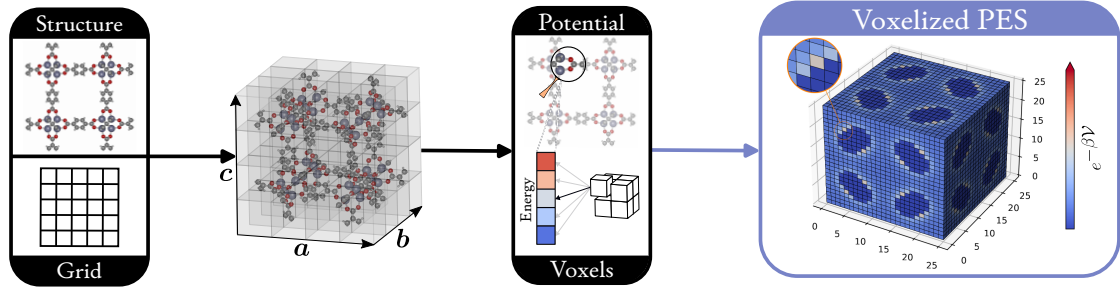 Structure
Grid
c
a
b
Potential
Energy
Voxels
Voxelized PES
0
5
10
15
20
25
0
5
10
15
20
25
25
20
15
10
5
0
e^{-βV}